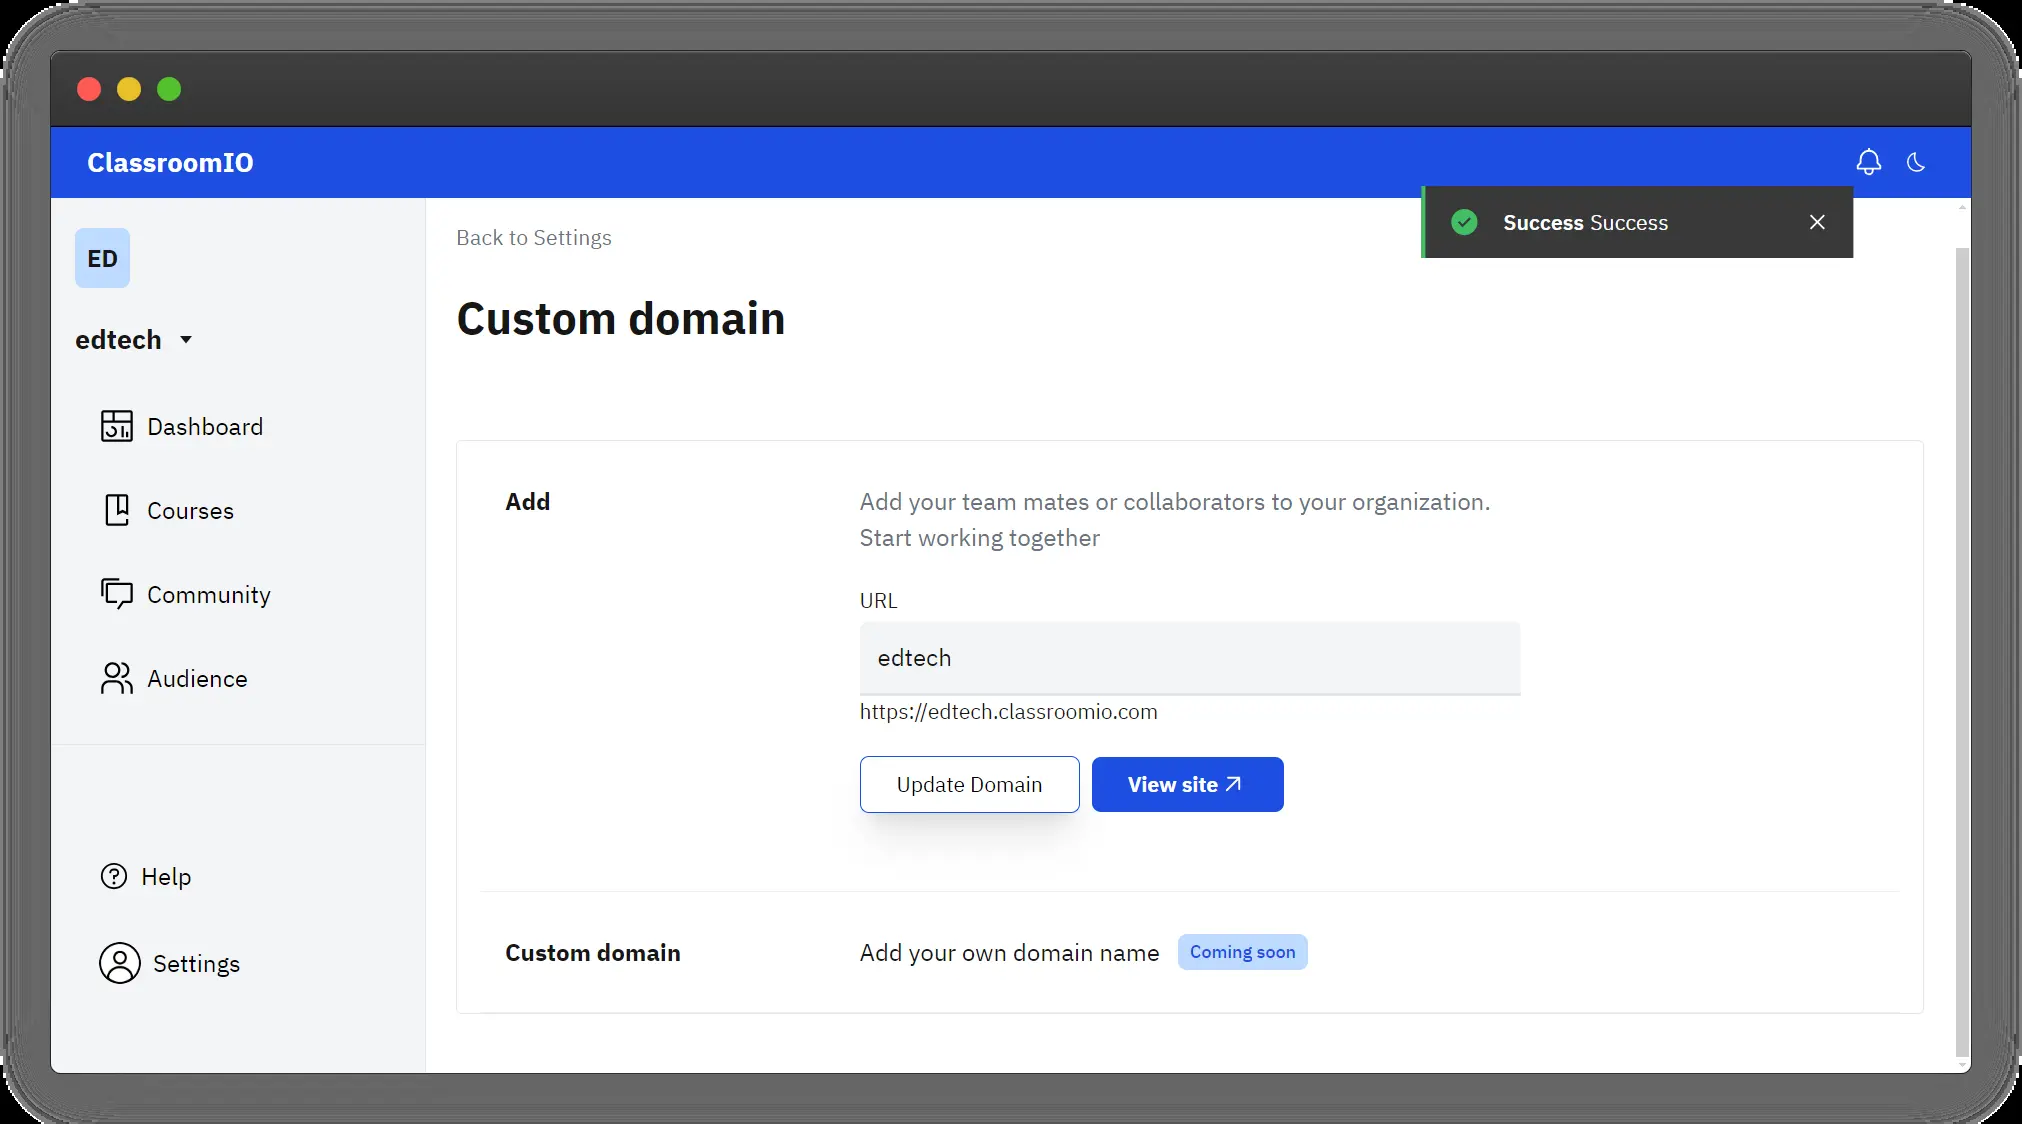 ClassroomIO
Success Success
ED
edtech
Dashboard
Courses
Community
Audience
Help
Settings
Back to Settings
Custom domain
Add
Add your team mates or collaborators to your organization.
Start working together
URL
edtech
https://edtech.classroomio.com
Update Domain
View site
Custom domain
Add your own domain name
Coming soon